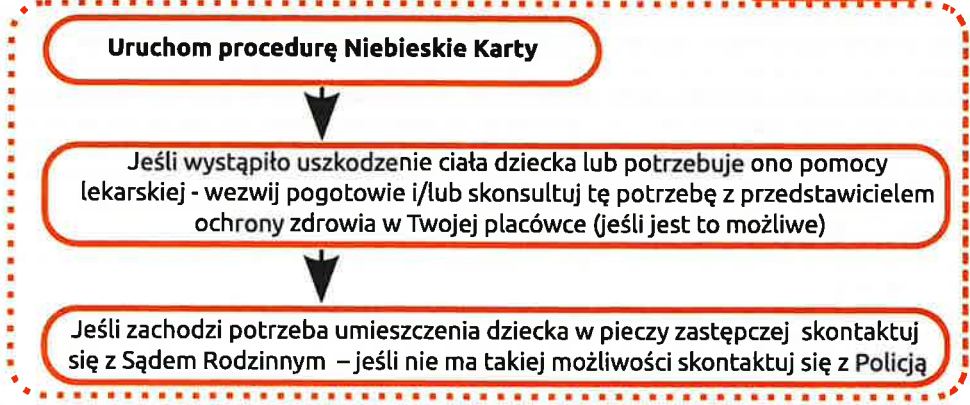 Uruchom procedurę Niebieskie Karty
Jeśli wystąpiło uszkodzenie ciała dziecka lub potrzebuje ono pomocy
lekarskiej - wezwij pogotowie i/lub skonsultuj tę potrzebę z przedstawicielem
ochrony zdrowia w Twojej placówce (jeśli jest to możliwe)
Jeśli zachodzi potrzeba umieszczenia dziecka w pieczy zastępczej skontaktuj
się z Sądem Rodzinnym – jeśli nie ma takiej możliwości skontaktuj się z Policją